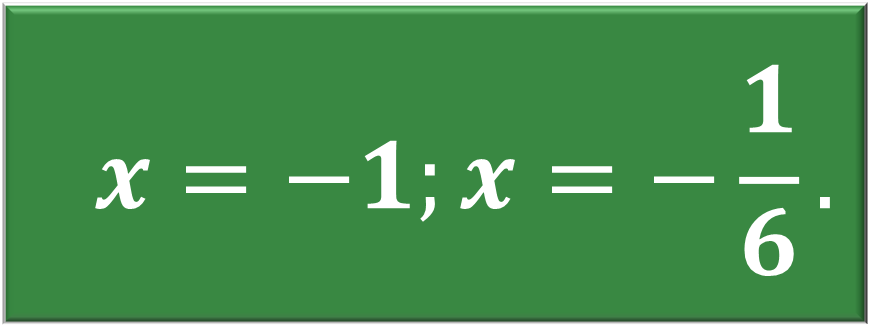 x = −1; x = −1/6.